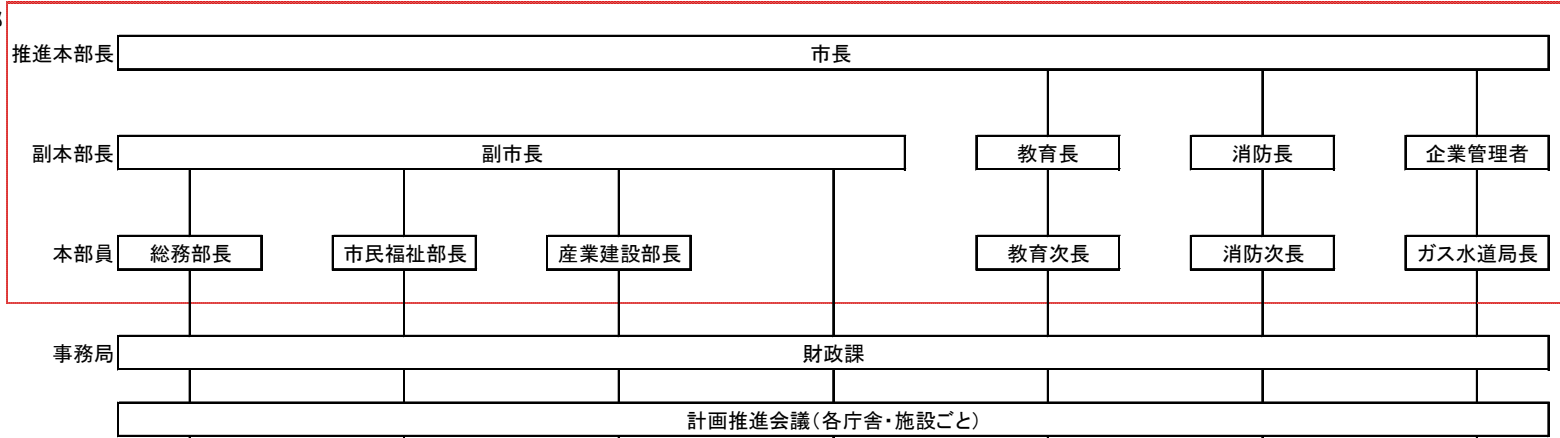 推進本部長 市長
副本部長 副市長 教育長 消防長 企業管理者
本部員 総務部長 市民福祉部長 産業建設部長 教育次長 消防次長 ガス水道局長
事務局 財政課
計画推進会議(各庁舎・施設ごと)